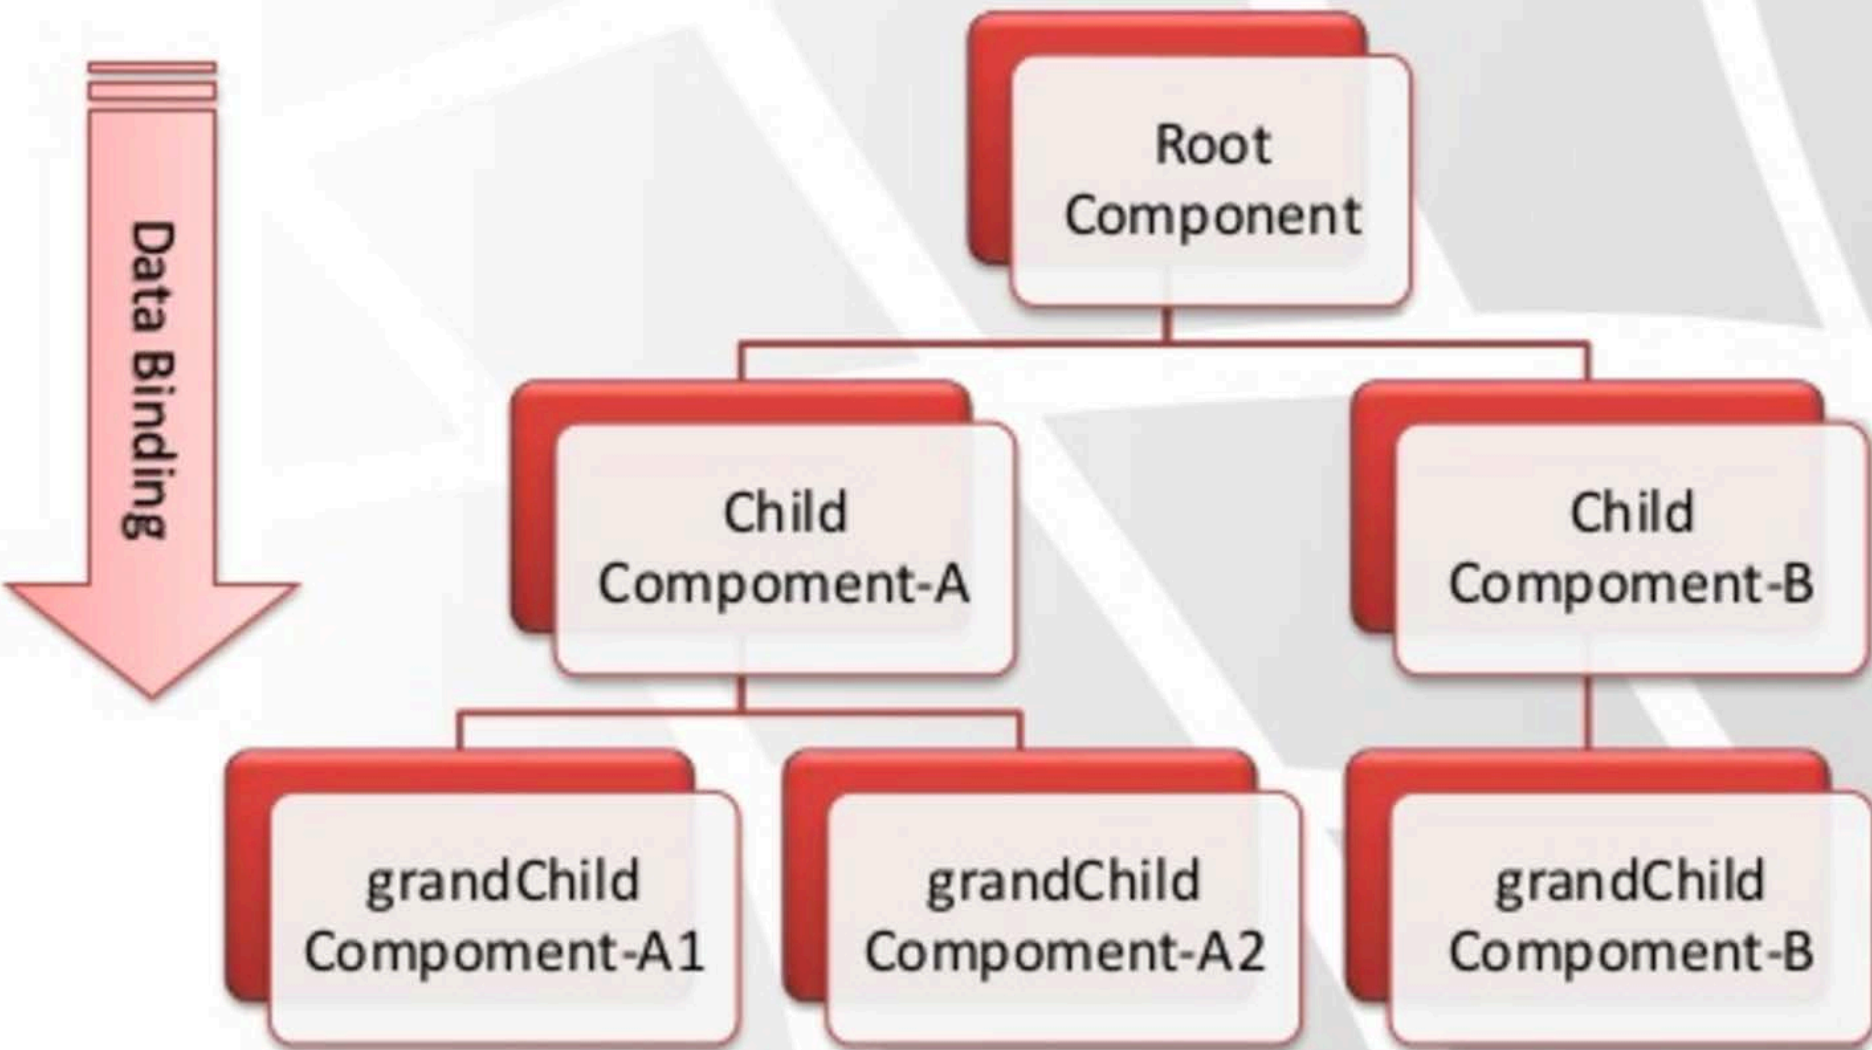 Data Binding
Root
Component
Child
Compoment-A
Child
Compoment-B
grandChild
Compoment-A1
grandChild
Compoment-A2
grandChild
Compoment-B